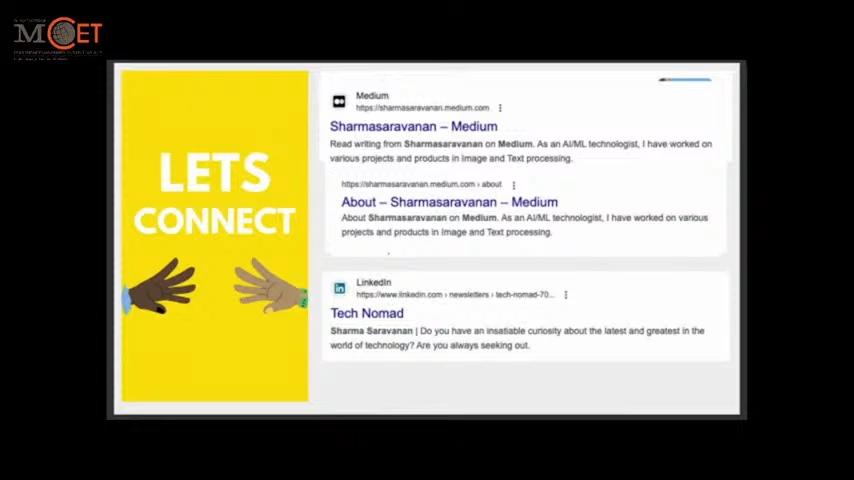 MCET
LETS
CONNECT
Medium
https://sharmasaravanan.medium.com
Sharmasaravanan – Medium
Read writing from Sharmasaravanan on Medium. As an AI/ML technologist, I have worked on
various projects and products in Image and Text processing.
https://sharmasaravanan.medium.com › about
About – Sharmasaravanan – Medium
About Sharmasaravanan on Medium. As an AI/ML technologist, I have worked on various
projects and products in Image and Text processing.
LinkedIn
https://www.linkedin.com › newsletters › tech-nomad-70...
Tech Nomad
Sharma Saravanan | Do you have an insatiable curiosity about the latest and greatest in the
world of technology? Are you always seeking out.